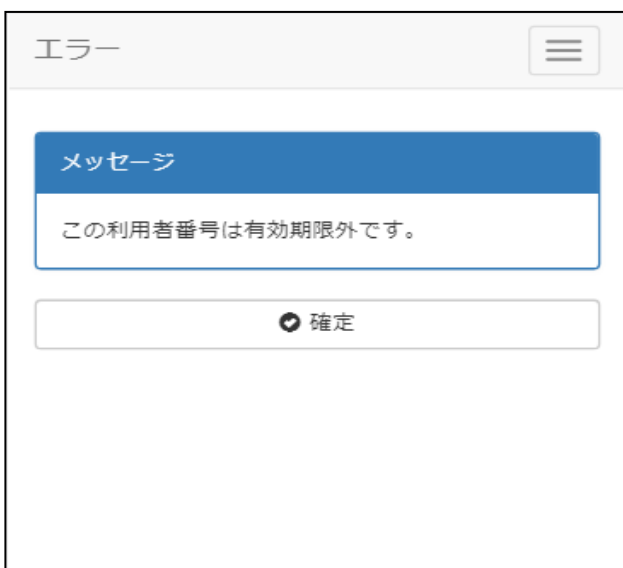 エラー
メッセージ
この利用者番号は有効期限外です。
確定